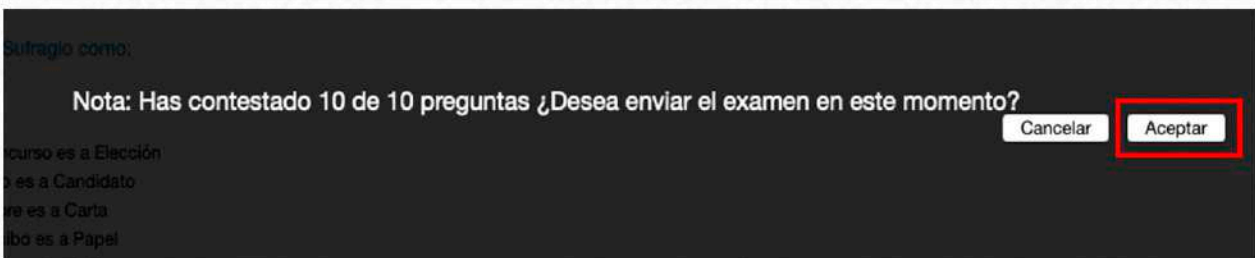 Sufragio como:
Nota: Has contestado 10 de 10 preguntas ¿Desea enviar el examen en este momento?
Cancelar Aceptar
es a Elección
es a Candidato
es a Carta
es a Papel